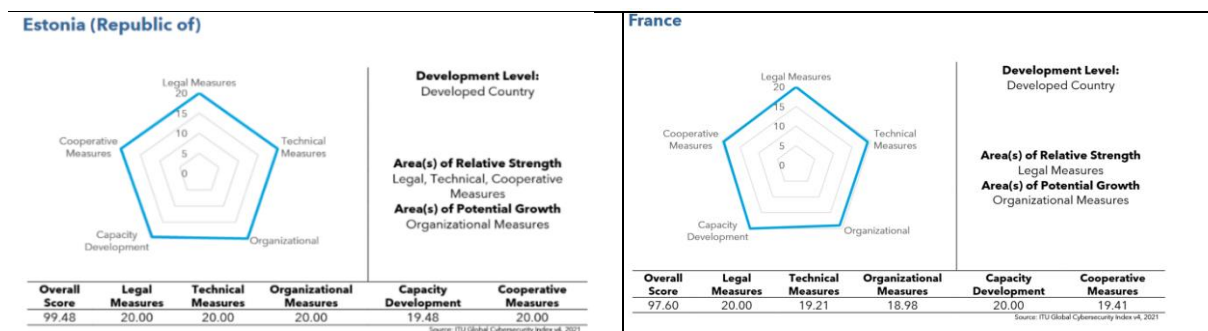 Estonia (Republic of)
Legal Measures
20
15
10
5
0
Technical
Measures
Organizational
Capacity
Development
Cooperative
Measures
Development Level:
Developed Country
Area(s) of Relative Strength
Legal, Technical, Cooperative
Measures
Area(s) of Potential Growth
Organizational Measures
Overall Score Legal Measures Technical Measures Organizational Measures Capacity Development Cooperative Measures
99.48 20.00 20.00 20.00 19.48 20.00
Source: ITU Global Cybersecurity Index v4, 2021
France
Legal Measures
20
15
10
5
0
Technical
Measures
Organizational
Capacity
Development
Cooperative
Measures
Development Level:
Developed Country
Area(s) of Relative Strength
Legal Measures
Area(s) of Potential Growth
Organizational Measures
Overall Score Legal Measures Technical Measures Organizational Measures Capacity Development Cooperative Measures
97.60 20.00 19.21 18.98 20.00 19.41
Source: ITU Global Cybersecurity Index v4, 2021